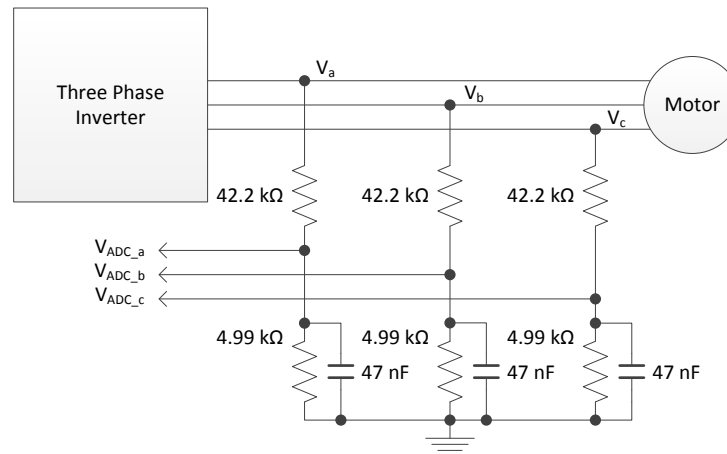 Three Phase
Inverter
Va
Vb
Vc
Motor
42.2 kΩ
42.2 kΩ
42.2 kΩ
VADC_a
VADC_b
VADC_c
4.99 kΩ
4.99 kΩ
4.99 kΩ
47 nF
47 nF
47 nF